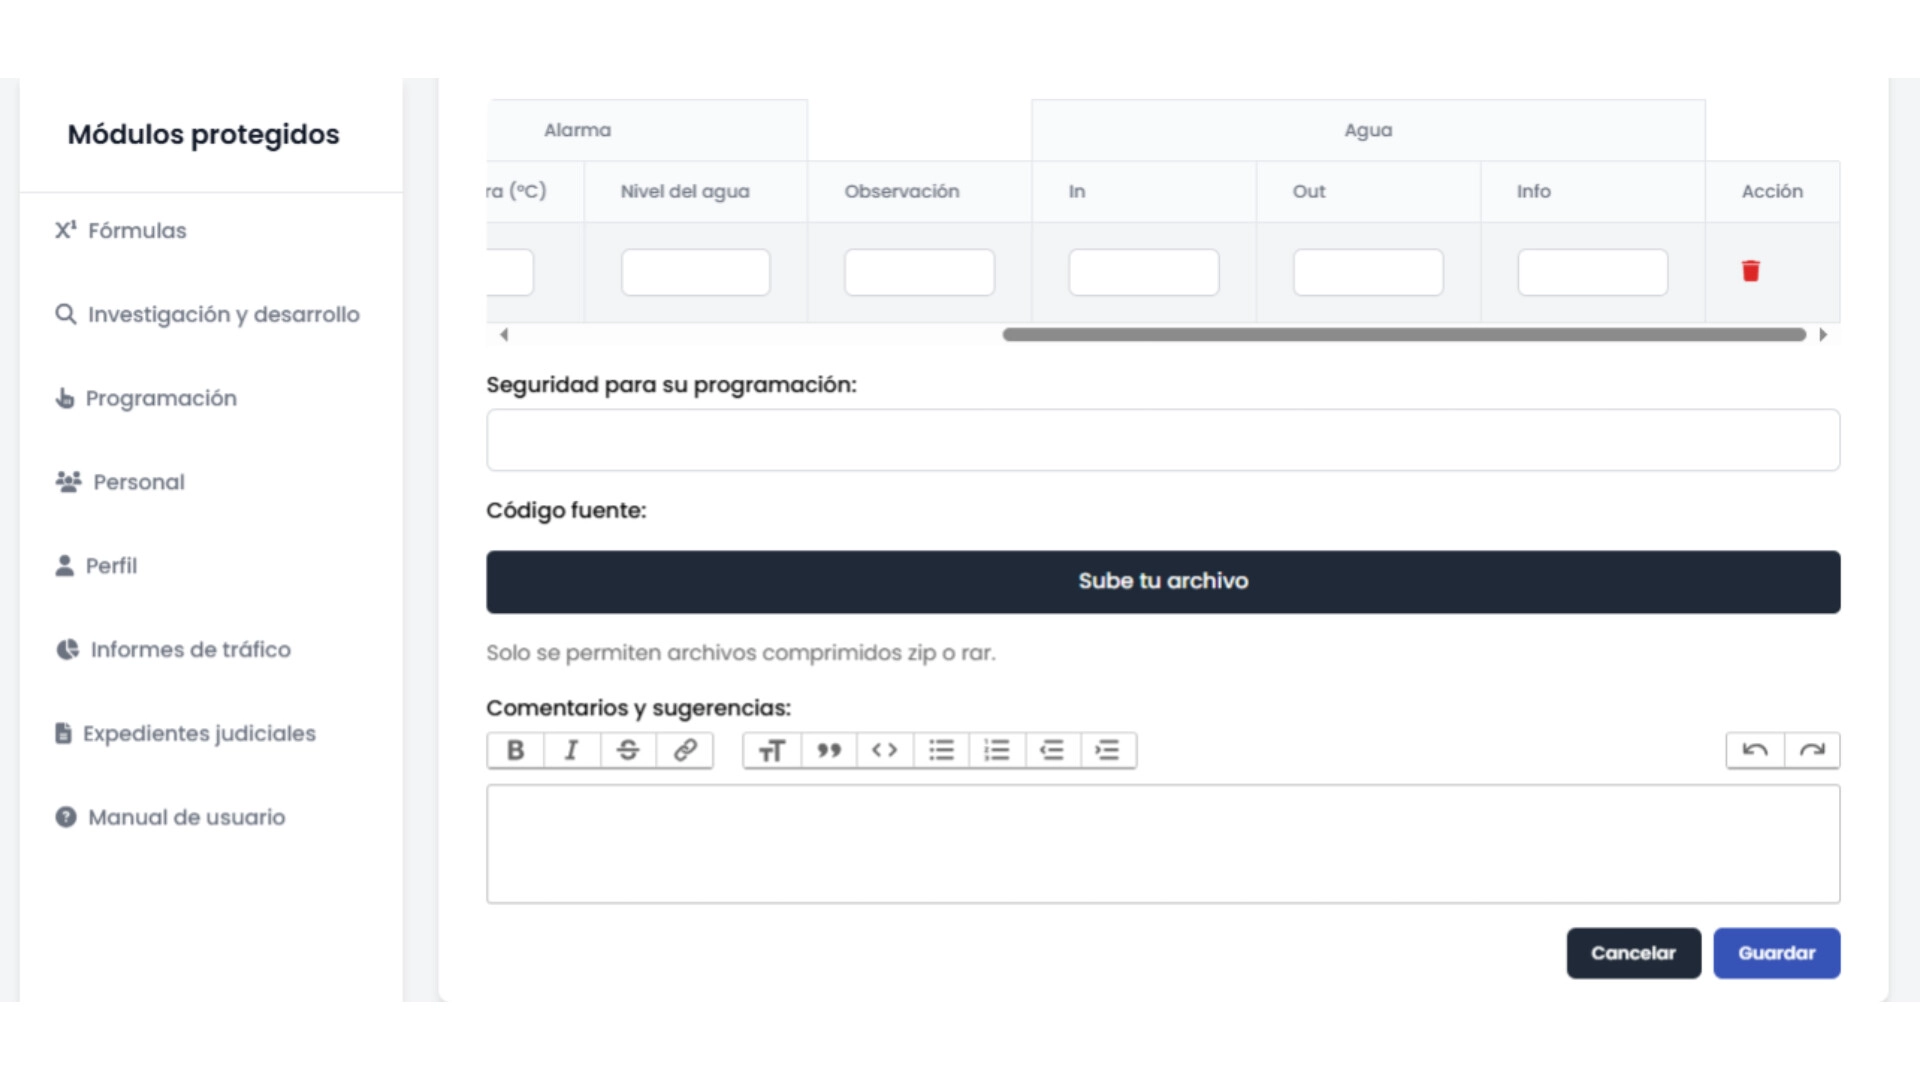 Módulos protegidos
Fórmulas
Investigación y desarrollo
Programación
Personal
Perfil
Informes de tráfico
Expedientes judiciales
Manual de usuario
Alarma
Agua
ra (°C)
Nivel del agua
Observación
In
Out
Info
Acción
Seguridad para su programación:
Código fuente:
Sube tu archivo
Solo se permiten archivos comprimidos zip o rar.
Comentarios y sugerencias:
Cancelar
Guardar